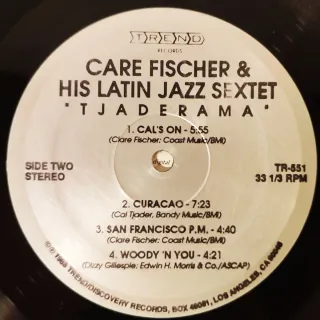 TREND
RECORDS
CARE FISCHER &
HIS LATIN JAZZ SEXTET
"TJADERAMA"
1. CAL'S ON - 5:55
(Clare Fischer; Coast Music/BMI)
SIDE TWO
STEREO
digital
TR-551
33 1/3 RPM
2. CURACAO - 7:23
(Cal Tjader, Bandy Music/BMI)
3. SAN FRANCISCO P.M. - 4:40
(Clare Fischer; Coast Music/BMI)
4. WOODY 'N YOU - 4:21
(Dizzy Gillespie; Edwin H. Morris & Co./ASCAP)
TREND/DISCOVERY RECORDS, BOX 48081, LOS ANGELES, CA 90048